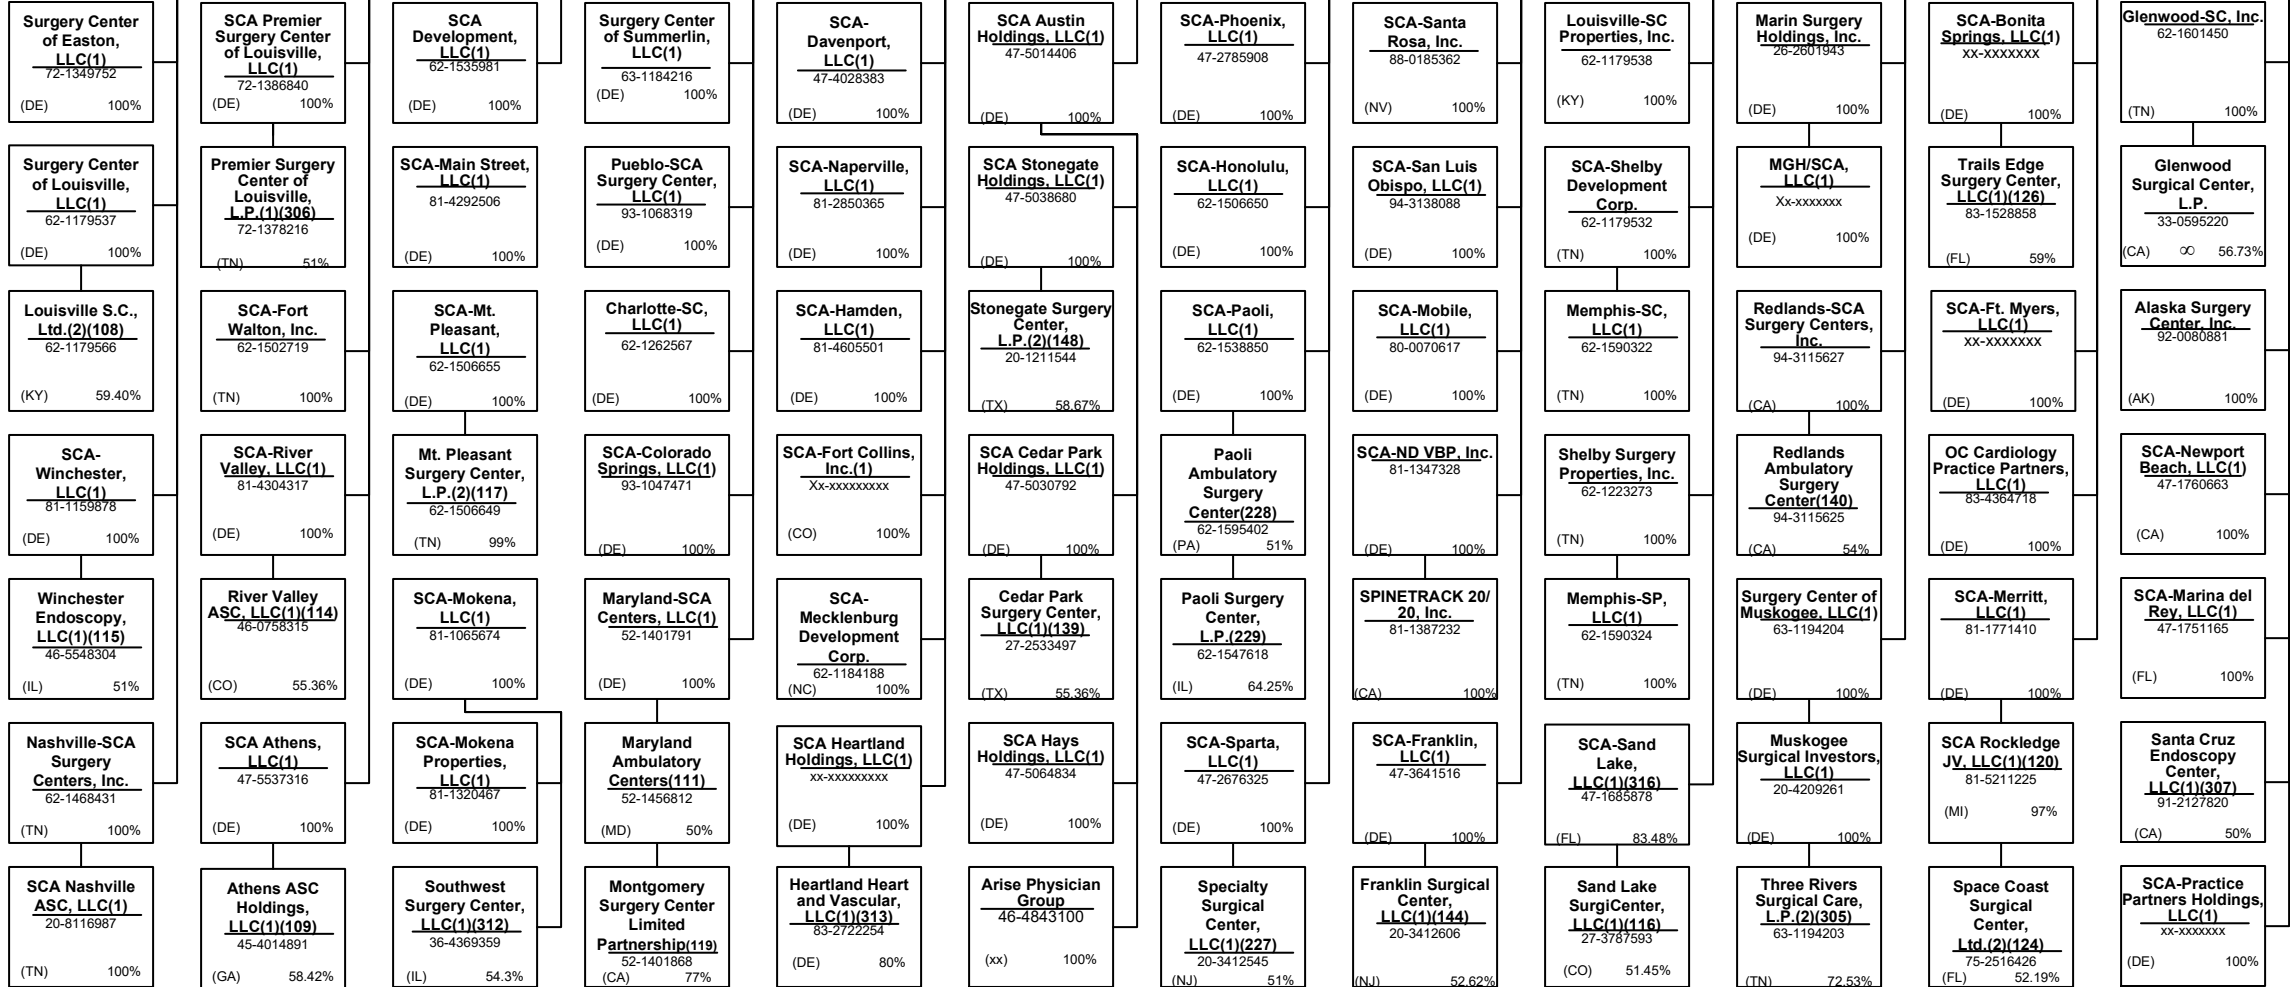 Surgery Center
of Easton,
LLC(1)
72-1349752
(DE) 100%
SCA Premier
Surgery Center
of Louisville,
LLC(1)
72-1386840
(DE) 100%
SCA
Development,
LLC(1)
62-1535981
(DE) 100%
Surgery Center
of Summerlin,
LLC(1)
63-1184216
(DE) 100%
SCA-
Davenport,
LLC(1)
47-4028383
(DE) 100%
SCA Austin
Holdings, LLC(1)
47-5014406
(DE) 100%
SCA-Phoenix,
LLC(1)
47-2785908
(DE) 100%
SCA-Santa
Rosa, Inc.
88-0185362
(NV) 100%
Louisville-SC
Properties, Inc.
62-1179538
(KY) 100%
Marin Surgery
Holdings, Inc.
26-2601943
(DE) 100%
SCA-Bonita
Springs, LLC(1)
xx-xxxxxxx
(DE) 100%
Glenwood-SC, Inc.
62-1601450
(TN) 100%
Surgery Center
of Louisville,
LLC(1)
62-1179537
(DE) 100%
Premier Surgery
Center of
Louisville,
L.P.(1)(306)
72-1378216
(TN) 51%
SCA-Main Street,
LLC(1)
81-4292506
(DE) 100%
Pueblo-SCA
Surgery Center,
LLC(1)
93-1068319
(DE) 100%
SCA-Naperville,
LLC(1)
81-2850365
(DE) 100%
SCA Stonegate
Holdings, LLC(1)
47-5038680
(DE) 100%
SCA-Honolulu,
LLC(1)
62-1506650
(DE) 100%
SCA-San Luis
Obispo, LLC(1)
94-3138088
(DE) 100%
SCA-Shelby
Development
Corp.
62-1179532
(TN) 100%
MGH/SCA,
LLC(1)
Xx-xxxxxxx
(DE) 100%
Trails Edge
Surgery Center,
LLC(1)(126)
83-1528858
(FL) 59%
Glenwood
Surgical Center,
L.P.
33-0595220
(CA) ∞ 56.73%
Louisville S.C.,
Ltd.(2)(108)
62-1179566
(KY) 59.40%
SCA-Fort
Walton, Inc.
62-1502719
(TN) 100%
SCA-Mt.
Pleasant,
LLC(1)
62-1506655
(DE) 100%
Charlotte-SC,
LLC(1)
62-1262567
(DE) 100%
SCA-Hamden,
LLC(1)
81-4605501
(DE) 100%
Stonegate Surgery
Center,
L.P.(2)(148)
20-1211544
(TX) 58.67%
SCA-Paoli,
LLC(1)
62-1538850
(DE) 100%
SCA-Mobile,
LLC(1)
80-0070617
(DE) 100%
Memphis-SC,
LLC(1)
62-1590322
(TN) 100%
Redlands-SCA
Surgery Centers,
Inc.
94-3115627
(CA) 100%
SCA-Ft. Myers,
LLC(1)
xx-xxxxxxx
(DE) 100%
Alaska Surgery
Center, Inc.
92-0080881
(AK) 100%
SCA-
Winchester,
LLC(1)
81-1159878
(DE) 100%
SCA-River
Valley, LLC(1)
81-4304317
(DE) 100%
Mt. Pleasant
Surgery Center,
L.P.(2)(117)
62-1506649
(TN) 99%
SCA-Colorado
Springs, LLC(1)
93-1047471
(DE) 100%
SCA-Fort Collins,
Inc.(1)
Xx-xxxxxxxxx
(CO) 100%
SCA Cedar Park
Holdings, LLC(1)
47-5030792
(DE) 100%
Paoli
Ambulatory
Surgery
Center(228)
62-1595402
(PA) 51%
SCA-ND VBP, Inc.
81-1347328
(DE) 100%
Shelby Surgery
Properties, Inc.
62-1223273
(TN) 100%
Redlands
Ambulatory
Surgery
Center(140)
94-3115625
(CA) 54%
OC Cardiology
Practice Partners,
LLC(1)
83-4364718
(DE) 100%
SCA-Newport
Beach, LLC(1)
47-1760663
(CA) 100%
Winchester
Endoscopy,
LLC(1)(115)
46-5548304
(IL) 51%
River Valley
ASC, LLC(1)(114)
46-0758315
(CO) 55.36%
SCA-Mokena,
LLC(1)
81-1065674
(DE) 100%
Maryland-SCA
Centers, LLC(1)
52-1401791
(DE) 100%
SCA-
Mecklenburg
Development
Corp.
62-1184188
(NC) 100%
Cedar Park
Surgery Center,
LLC(1)(139)
27-2533497
(TX) 55.36%
Paoli Surgery
Center,
L.P.(229)
62-1547618
(IL) 64.25%
SPINETRACK 20/
20, Inc.
81-1387232
(CA) 100%
Memphis-SP,
LLC(1)
62-1590324
(TN) 100%
Surgery Center of
Muskogee, LLC(1)
63-1194204
(DE) 100%
SCA-Merritt,
LLC(1)
81-1771410
(DE) 100%
SCA-Marina del
Rey, LLC(1)
47-1751165
(FL) 100%
Nashville-SCA
Surgery
Centers, Inc.
62-1468431
(TN) 100%
SCA Athens,
LLC(1)
47-5537316
(DE) 100%
SCA-Mokena
Properties,
LLC(1)
81-1320467
(DE) 100%
Maryland
Ambulatory
Centers(111)
52-1456812
(MD) 50%
SCA Heartland
Holdings, LLC(1)
xx-xxxxxxxxx
(DE) 100%
SCA Hays
Holdings, LLC(1)
47-5064834
(DE) 100%
SCA-Sparta,
LLC(1)
47-2676325
(DE) 100%
SCA-Franklin,
LLC(1)
47-3641516
(DE) 100%
SCA-Sand
Lake,
LLC(1)(316)
47-1685878
(FL) 83.48%
Muskogee
Surgical Investors,
LLC(1)
20-4209261
(DE) 100%
SCA Rockledge
JV, LLC(1)(120)
81-5211225
(MI) 97%
Santa Cruz
Endoscopy
Center,
LLC(1)(307)
91-2127820
(CA) 50%
SCA Nashville
ASC, LLC(1)
20-8116987
(TN) 100%
Athens ASC
Holdings,
LLC(1)(109)
45-4014891
(GA) 58.42%
Southwest
Surgery Center,
LLC(1)(312)
36-4369359
(IL) 54.3%
Montgomery
Surgery Center
Limited
Partnership(119)
52-1401868
(CA) 77%
Heartland Heart
and Vascular,
LLC(1)(313)
83-2722254
(DE) 80%
Arise Physician
Group
46-4843100
(xx) 100%
Specialty
Surgical
Center,
LLC(1)(227)
20-3412545
(NJ) 51%
Franklin Surgical
Center,
LLC(1)(144)
20-3412606
(NJ) 52.62%
Sand Lake
SurgiCenter,
LLC(1)(116)
27-3787593
(CO) 51.45%
Three Rivers
Surgical Care,
L.P.(2)(305)
63-1194203
(TN) 72.53%
Space Coast
Surgical
Center,
Ltd.(2)(124)
75-2516426
(FL) 52.19%
SCA-Practice
Partners Holdings,
LLC(1)
xx-xxxxxxx
(DE) 100%